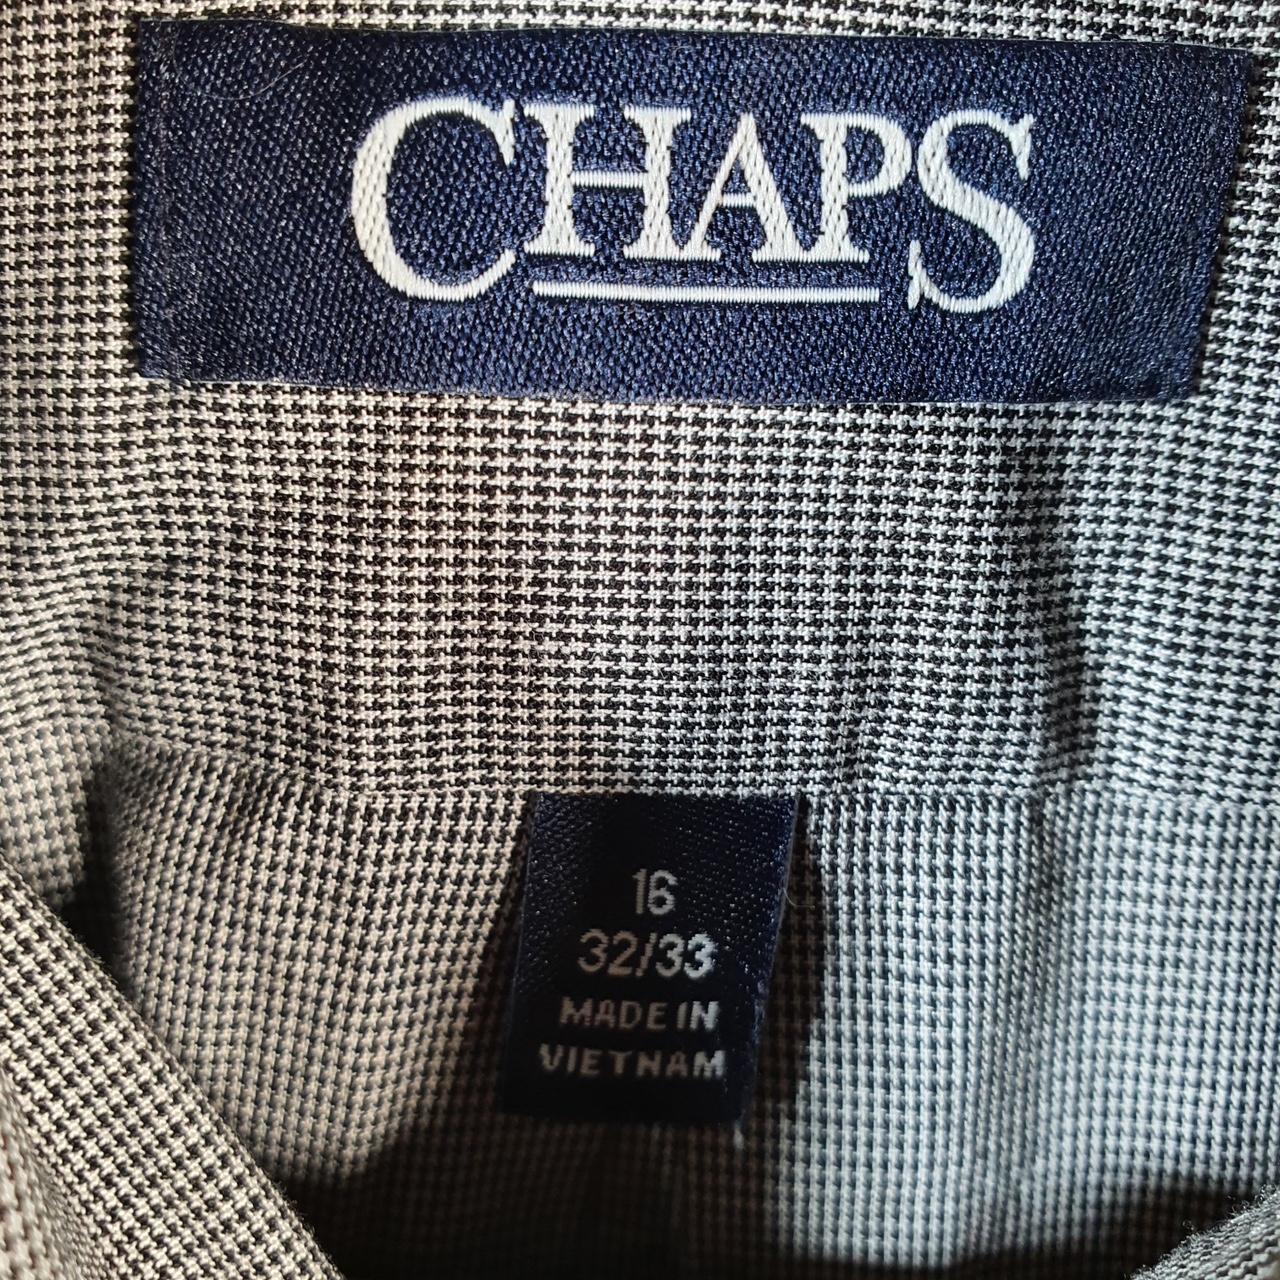 CHAPS
16
32/33
MADE IN
VIETNAM